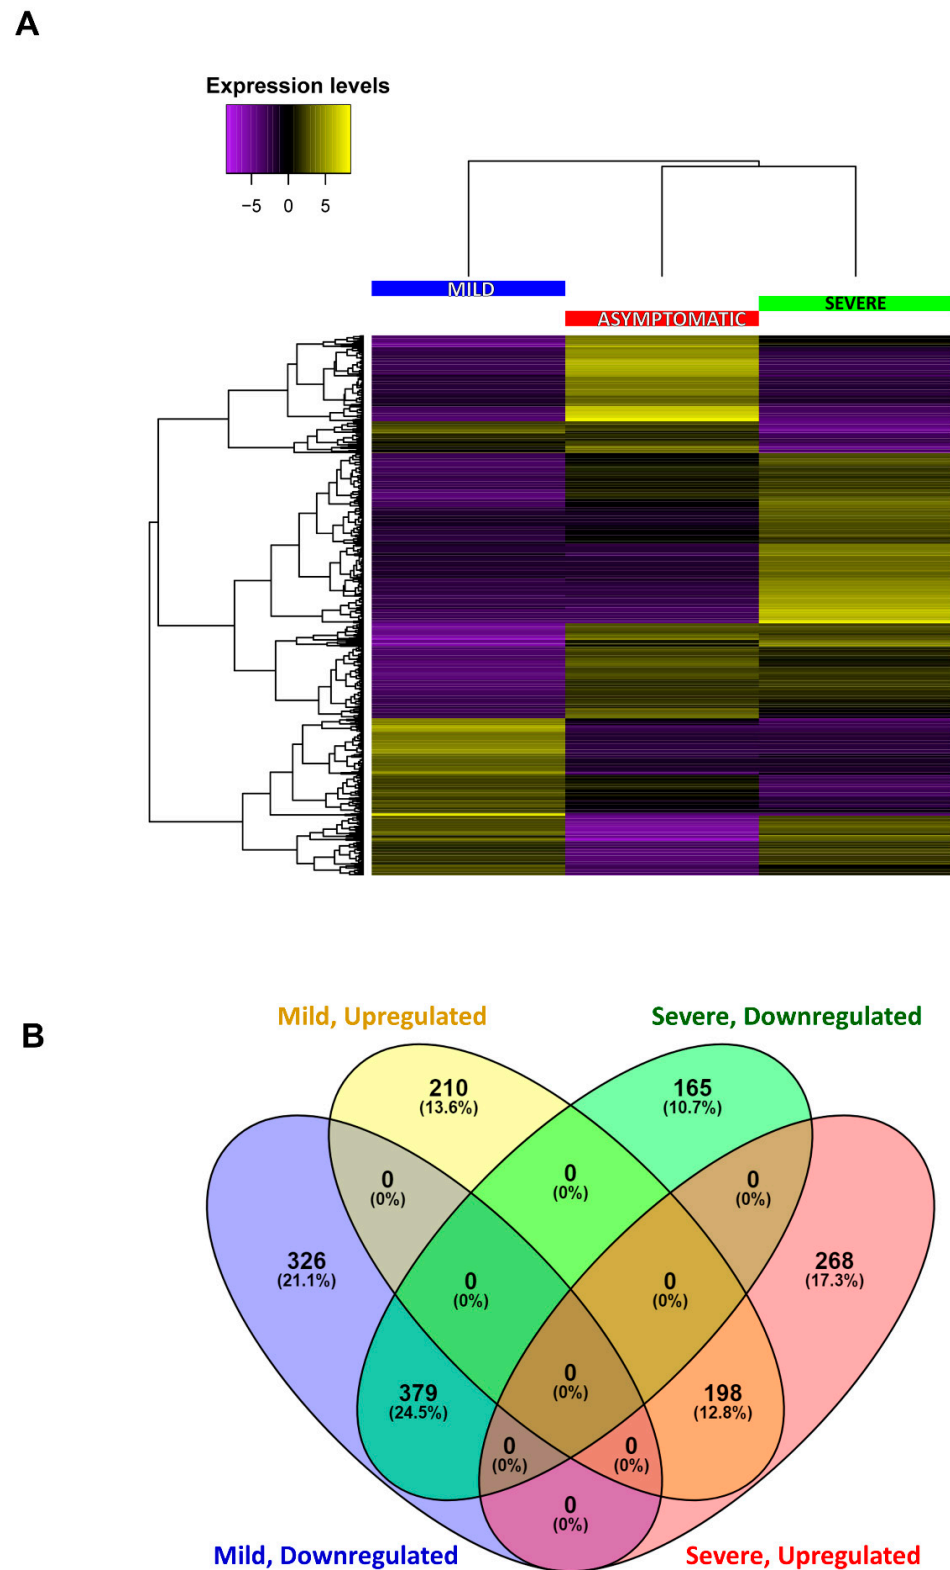 A
Expression levels
−5 0 5
MILD
SEVERE
ASYMPTOMATIC
B
Mild, Upregulated
Severe, Downregulated
210
(13.6%)
165
(10.7%)
0
(0%)
0
(0%)
0
(0%)
326
(21.1%)
268
(17.3%)
0
(0%)
0
(0%)
0
(0%)
379
(24.5%)
198
(12.8%)
0
(0%)
0
(0%)
0
(0%)
Mild, Downregulated
Severe, Upregulated